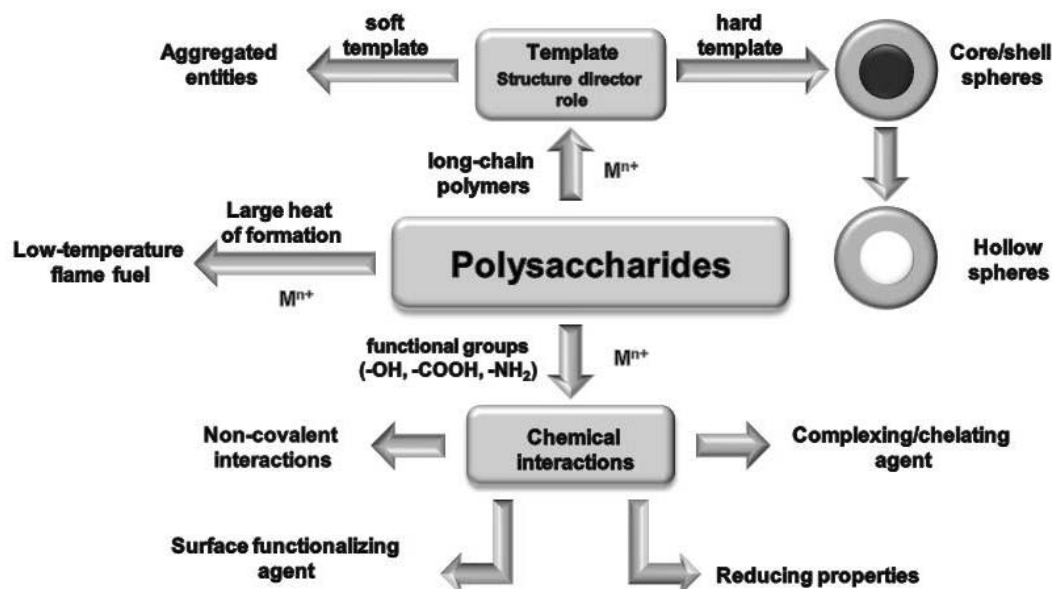 soft
template
Aggregated
entities
Template
Structure director
role
hard
template
Core/shell
spheres
long-chain
polymers
Mⁿ⁺
Large heat
of formation
Low-temperature
flame fuel
Mⁿ⁺
Polysaccharides
Hollow
spheres
functional groups
(-OH, -COOH, -NH₂)
Mⁿ⁺
Non-covalent
interactions
Chemical
interactions
Complexing/chelating
agent
Surface functionalizing
agent
Reducing properties